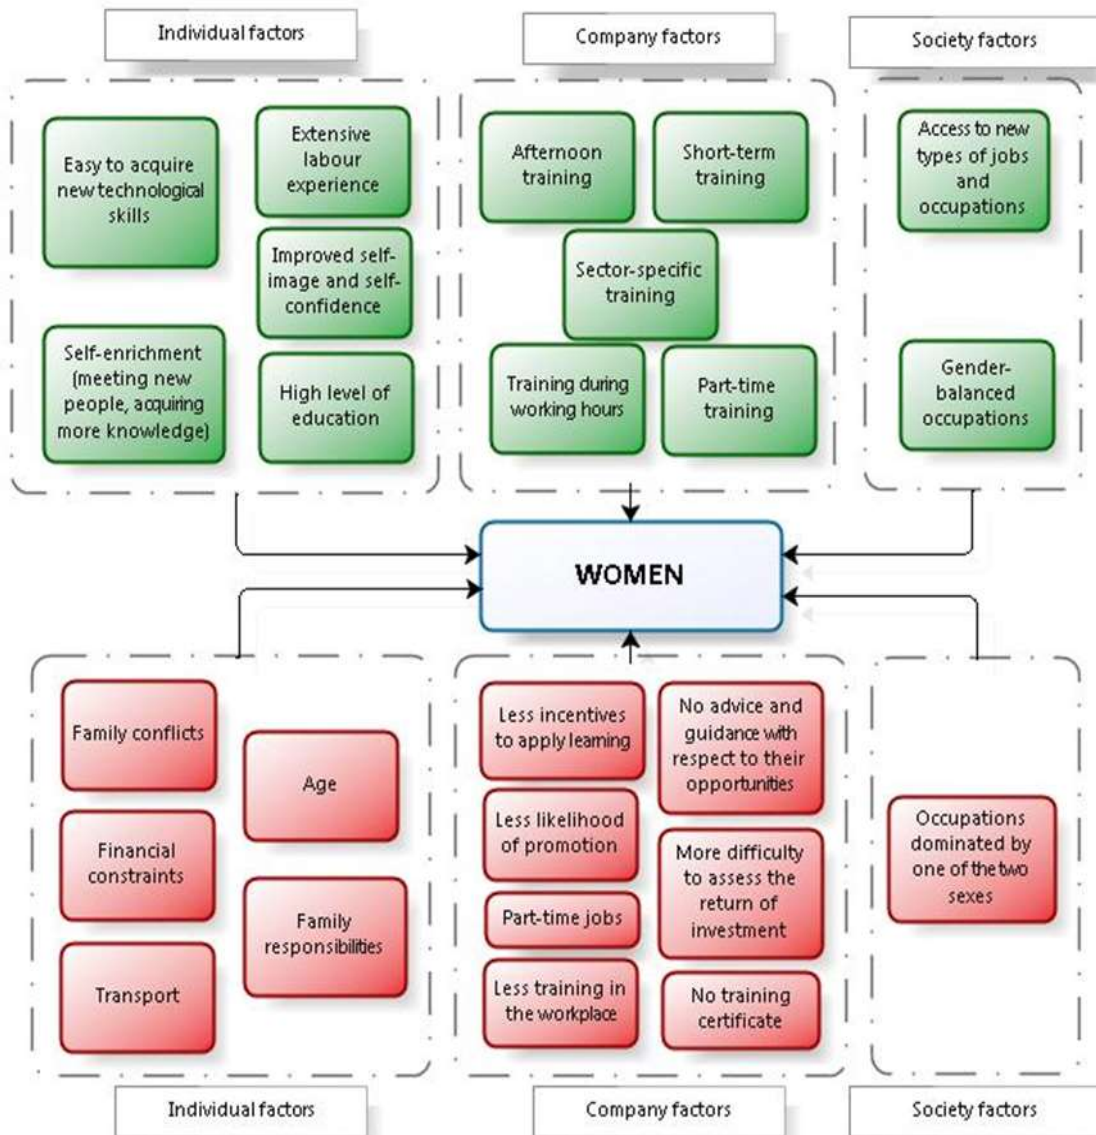 Individual factors
Company factors
Society factors
Easy to acquire
new technological
skills
Extensive
labour
experience
Improved self-
image and self-
confidence
Self-enrichment
(meeting new
people, acquiring
more knowledge)
High level of
education
Afternoon
training
Short-term
training
Sector-specific
training
Training during
working hours
Part-time
training
Access to new
types of jobs
and
occupations
Gender-
balanced
occupations
WOMEN
Family conflicts
Age
Financial
constraints
Family
responsibilities
Transport
Less incentives
to apply learning
No advice and
guidance with
respect to their
opportunities
Less likelihood
of promotion
More difficulty
to assess the
return of
investment
Part-time jobs
Less training in
the workplace
No training
certificate
Occupations
dominated by
one of the two
sexes
Individual factors
Company factors
Society factors